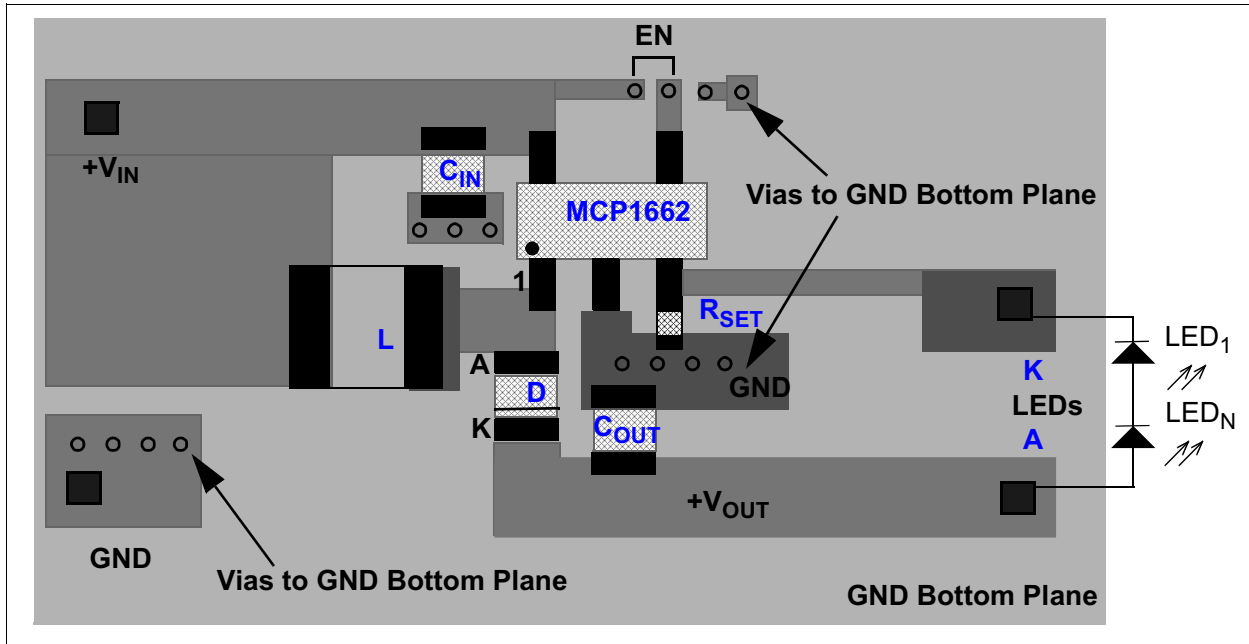 EN
+VIN
CIN
MCP1662
Vias to GND Bottom Plane
1
RSET
L
A
D
K
GND
COUT
K
LEDs
A
LED1
LEDN
+VOUT
GND
Vias to GND Bottom Plane
GND Bottom Plane